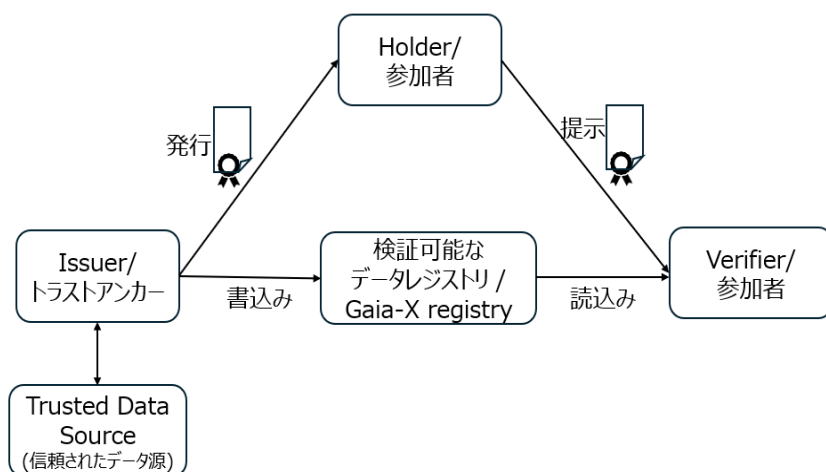 Holder/
参加者
発行
提示
Issuer/
トラストアンカー
書込み
検証可能な
データレジストリ /
Gaia-X registry
読込み
Verifier/
参加者
Trusted Data
Source
(信頼されたデータ源)